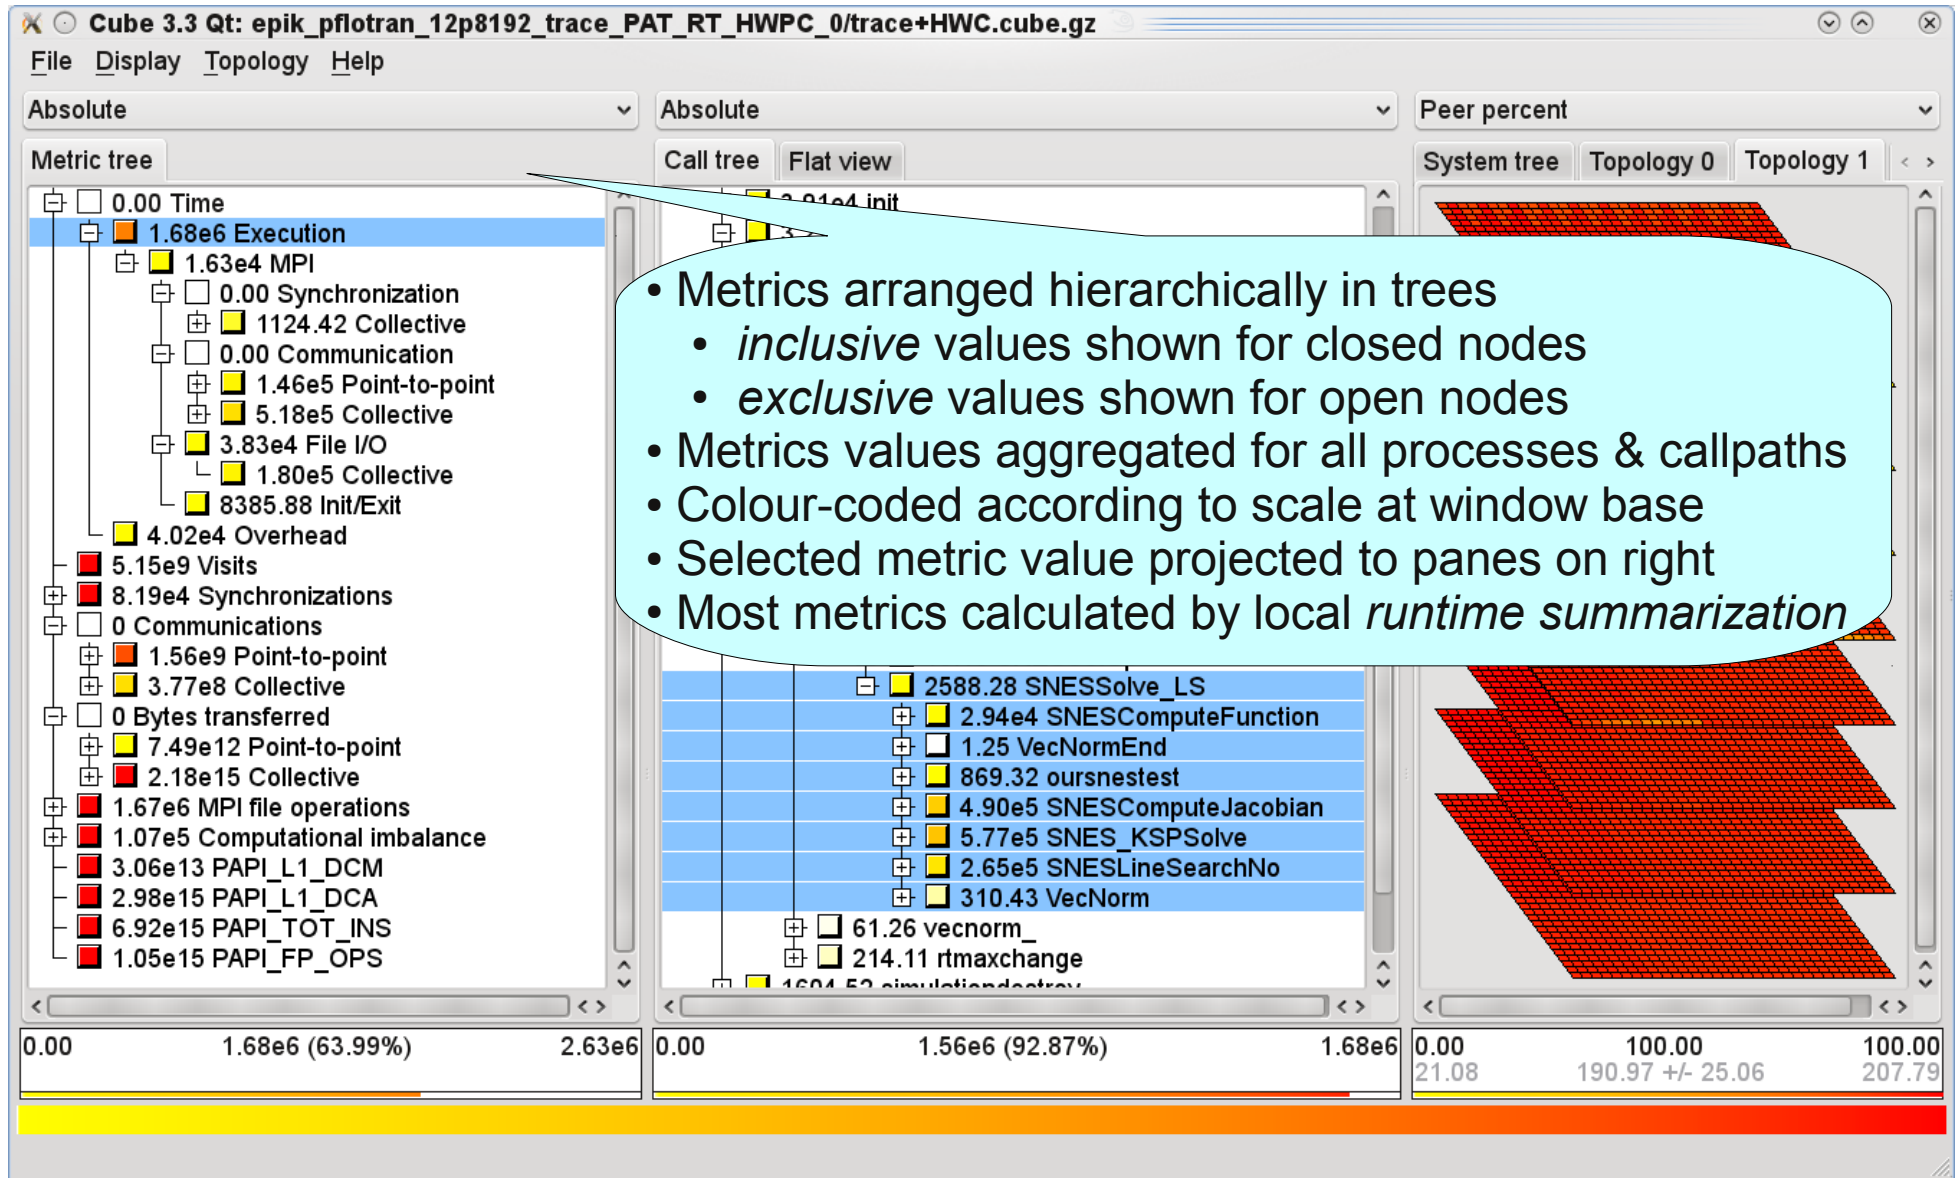 Cube 3.3 Qt: epik_pflotran_12p8192_trace_PAT_RT_HWPC_0/trace+HWC.cube.gz
File Display Topology Help
Absolute
Absolute
Peer percent
Metric tree
Call tree Flat view
System tree Topology 0 Topology 1
0.00 Time
1.68e6 Execution
1.63e4 MPI
0.00 Synchronization
1124.42 Collective
0.00 Communication
1.46e5 Point-to-point
5.18e5 Collective
3.83e4 File I/O
1.80e5 Collective
8385.88 Init/Exit
4.02e4 Overhead
5.15e9 Visits
8.19e4 Synchronizations
0 Communications
1.56e9 Point-to-point
3.77e8 Collective
0 Bytes transferred
7.49e12 Point-to-point
2.18e15 Collective
1.67e6 MPI file operations
1.07e5 Computational imbalance
3.06e13 PAPI_L1_DCM
2.98e15 PAPI_L1_DCA
6.92e15 PAPI_TOT_INS
1.05e15 PAPI_FP_OPS
init
• Metrics arranged hierarchically in trees
• inclusive values shown for closed nodes
• exclusive values shown for open nodes
• Metrics values aggregated for all processes & callpaths
• Colour-coded according to scale at window base
• Selected metric value projected to panes on right
• Most metrics calculated by local runtime summarization
2588.28 SNESSolve_LS
2.94e4 SNESComputeFunction
1.25 VecNormEnd
869.32 oursnestest
4.90e5 SNESComputeJacobian
5.77e5 SNES_KSPSolve
2.65e5 SNESLineSearchNo
310.43 VecNorm
61.26 vecnorm_
214.11 rtmaxchange
1604.52 simulationdestroy
0.00 1.68e6 (63.99%) 2.63e6
0.00 1.56e6 (92.87%) 1.68e6
0.00 100.00 100.00
21.08 190.97 +/- 25.06 207.79